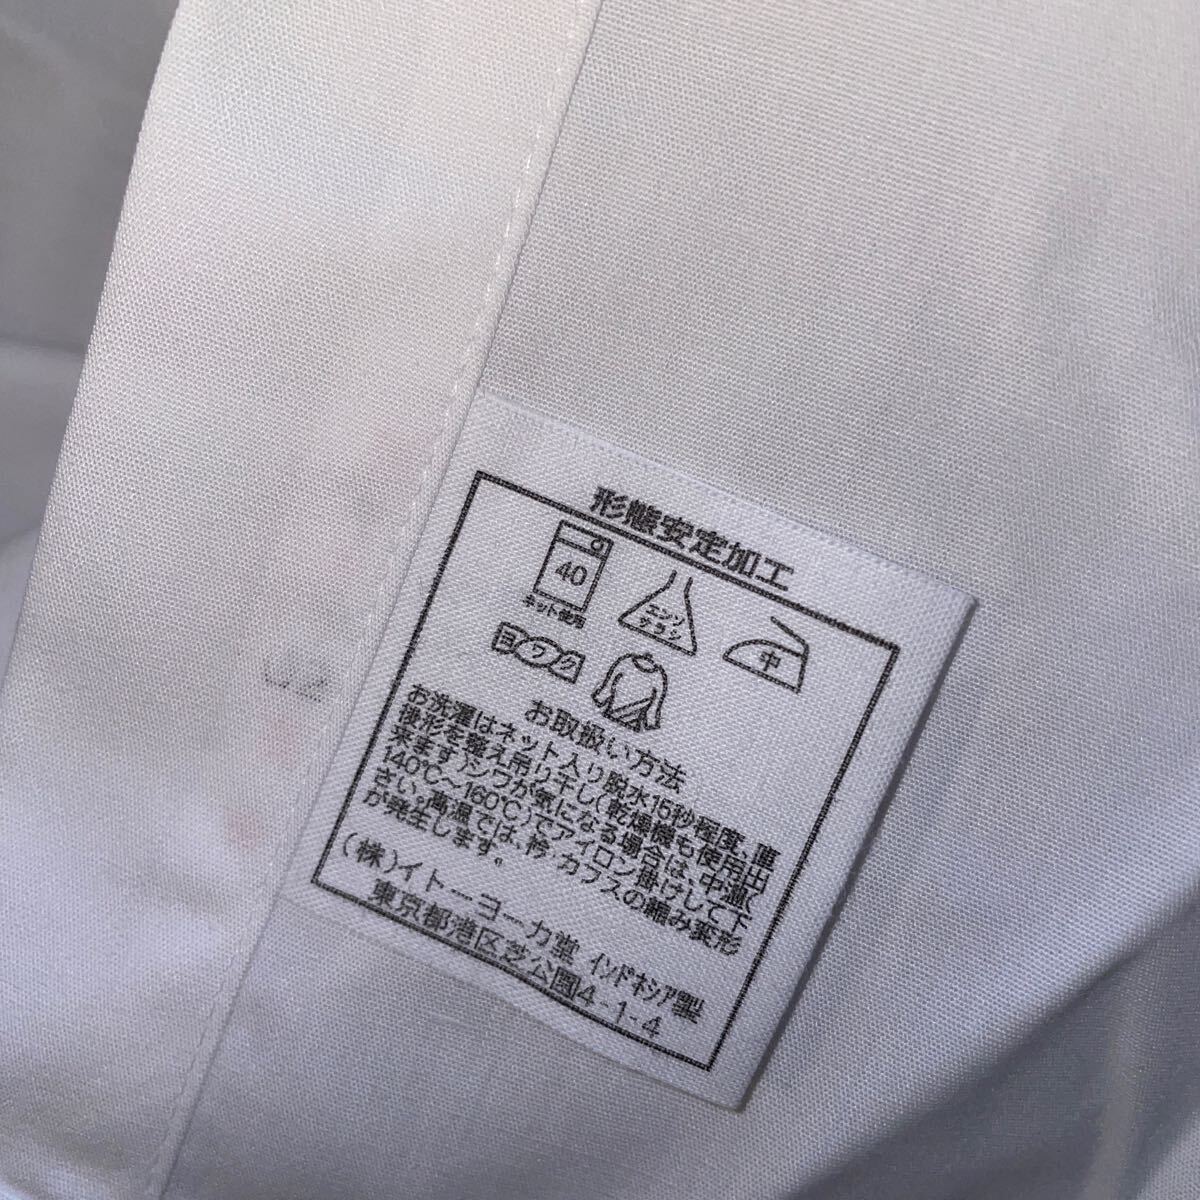 形態安定加工
40
ネット使用
エンソ
サラシ
中
ヨワク
お取扱い方法
お洗濯はネット入り脱水15秒程度、直
後形を整え吊り干し(乾燥機も使用出
来ます)シワが気になる場合は、中温(
140℃〜160℃)でアイロン掛けして下
さい。高温では、衿・カフスの縮み変形
が発生します。
(株)イトーヨーカ堂 インドネシア製
東京都港区芝公園4-1-4